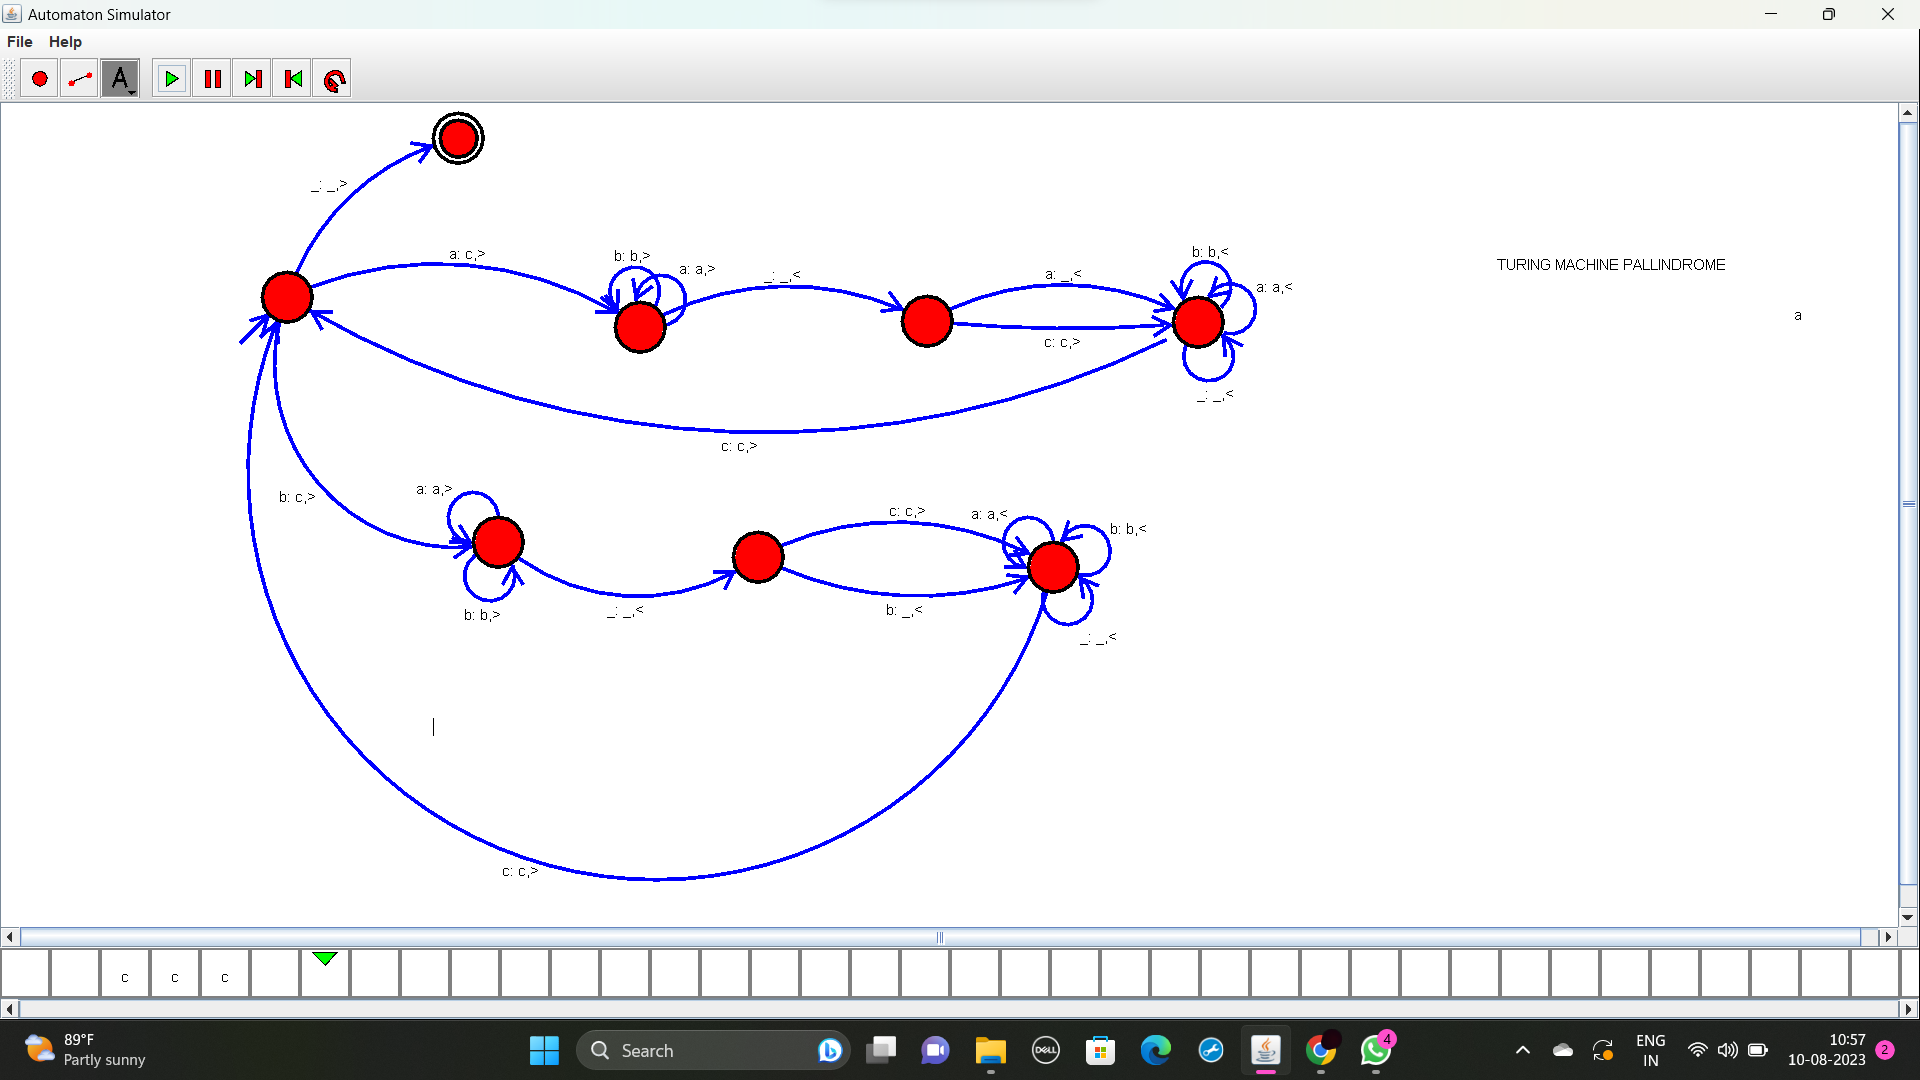 Automaton Simulator
File Help
A
_: _,>
b: b,<
a: c,>
b: b,>
TURING MACHINE PALLINDROME
a: a,>
_: _,<
a: _,<
a: a,<
a
c: c,>
_: _,<
c: c,>
a: a,>
b: c,>
c: c,>
a: a,<
b: b,<
b: b,>
_: _,<
b: _,<
_: _,<
c: c,>
c c c
89°F
Partly sunny
Search
DELL
4
ENG
IN
10:57
10-08-2023
2